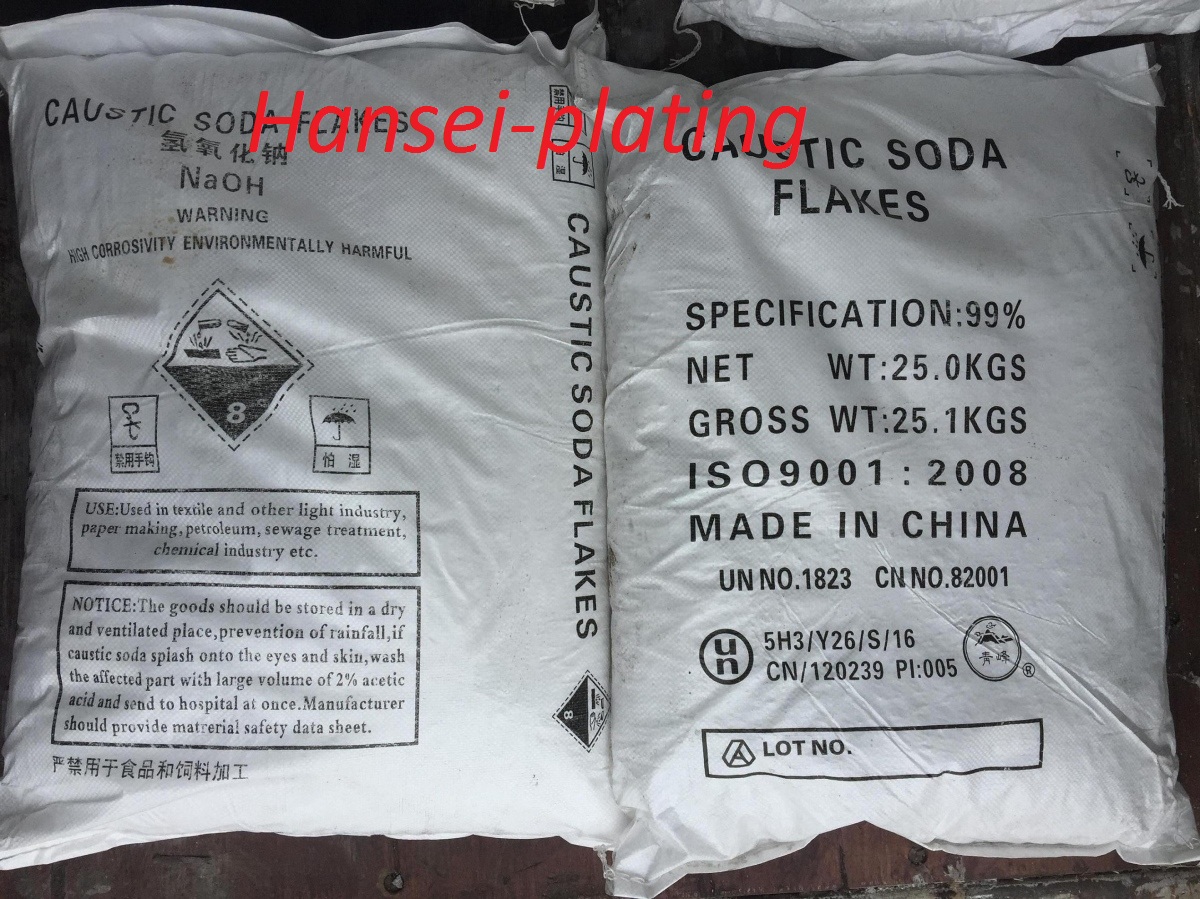 Hansei-plating
CAUSTIC SODA FLAKES
氢氧化钠
NaOH
WARNING
HIGH CORROSIVITY ENVIRONMENTALLY HARMFUL
8
禁用手钩
怕 湿
USE:Used in textile and other light industry,
paper making, petroleum, sewage treatment,
chemical industry etc.
NOTICE:The goods should be stored in a dry
and ventilated place,prevention of rainfall,if
caustic soda splash onto the eyes and skin,wash
the affected part with large volume of 2% acetic
acid and send to hospital at once.Manufacturer
should provide matrerial safety data sheet.
严禁用于食品和饲料加工
CAUSTIC SODA FLAKES
8
CAUSTIC SODA
FLAKES
SPECIFICATION:99%
NET WT:25.0KGS
GROSS WT:25.1KGS
ISO9001:2008
MADE IN CHINA
UN NO.1823 CN NO.82001
un
5H3/Y26/S/16
CN/120239 PI:005
青峰
®
LOT NO.